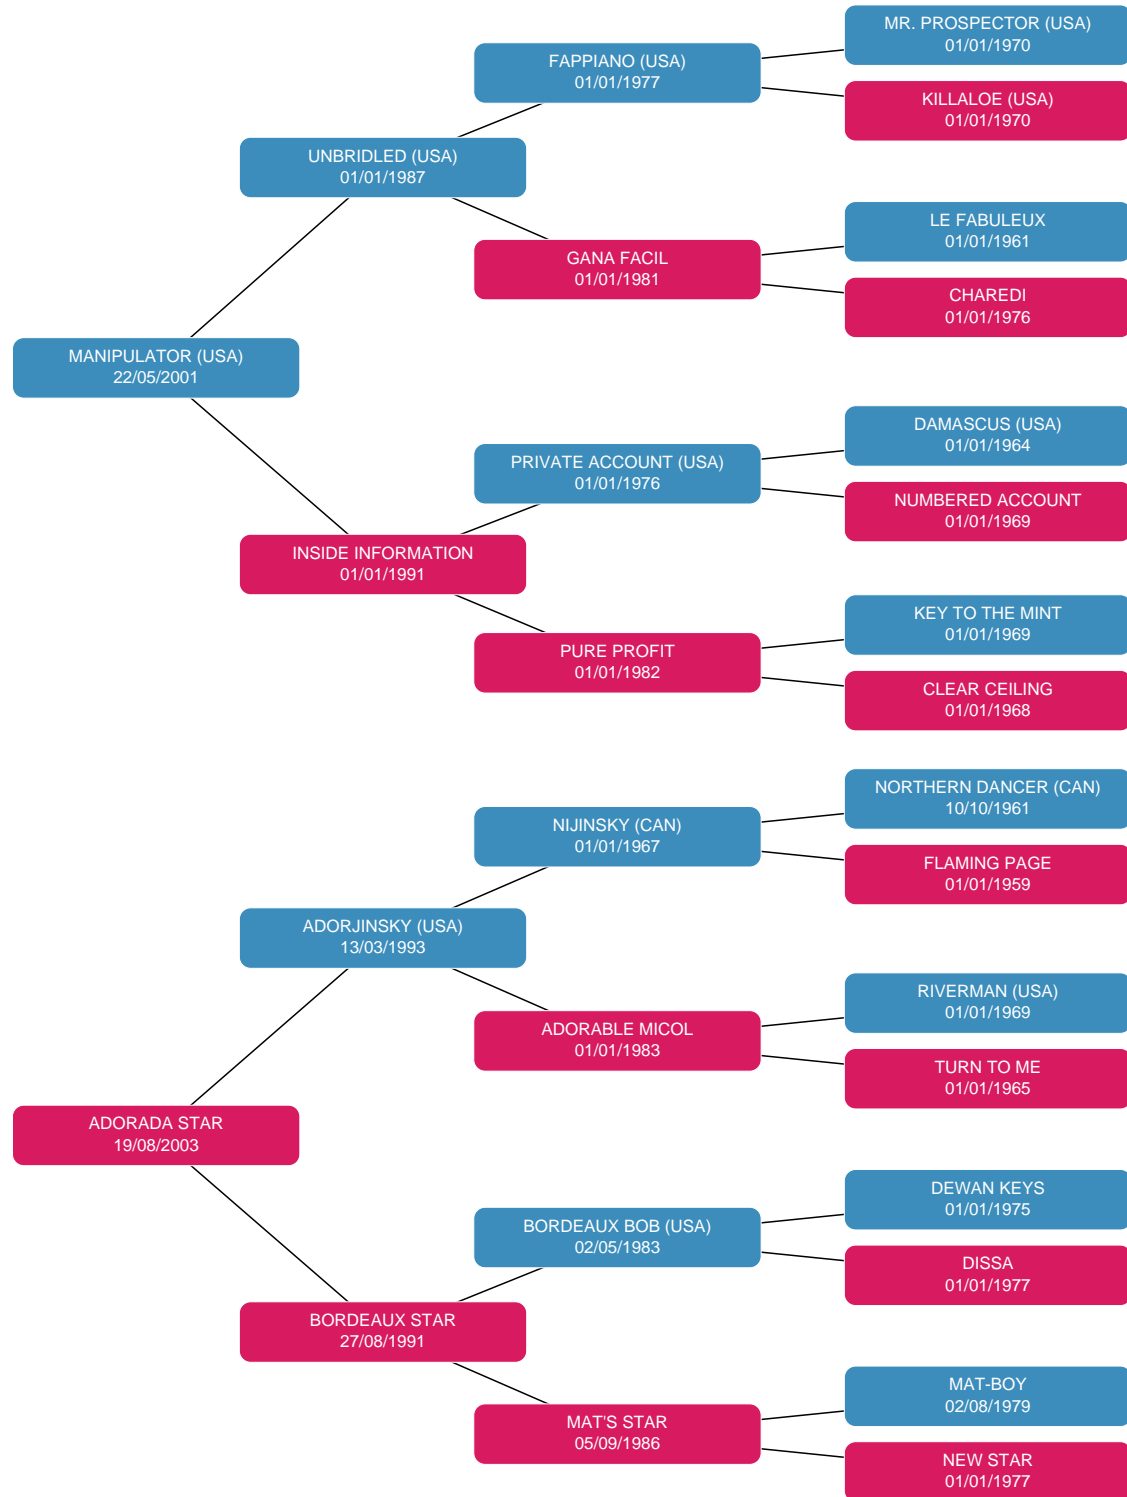 MR. PROSPECTOR (USA)
01/01/1970
FAPPIANO (USA)
01/01/1977
KILLALOE (USA)
01/01/1970
UNBRIDLED (USA)
01/01/1987
LE FABULEUX
01/01/1961
GANA FACIL
01/01/1981
CHAREDI
01/01/1976
MANIPULATOR (USA)
22/05/2001
DAMASCUS (USA)
01/01/1964
PRIVATE ACCOUNT (USA)
01/01/1976
NUMBERED ACCOUNT
01/01/1969
INSIDE INFORMATION
01/01/1991
KEY TO THE MINT
01/01/1969
PURE PROFIT
01/01/1982
CLEAR CEILING
01/01/1968
NORTHERN DANCER (CAN)
10/10/1961
NIJINSKY (CAN)
01/01/1967
FLAMING PAGE
01/01/1959
ADORJINSKY (USA)
13/03/1993
RIVERMAN (USA)
01/01/1969
ADORABLE MICOL
01/01/1983
TURN TO ME
01/01/1965
ADORADA STAR
19/08/2003
DEWAN KEYS
01/01/1975
BORDEAUX BOB (USA)
02/05/1983
DISSA
01/01/1977
BORDEAUX STAR
27/08/1991
MAT-BOY
02/08/1979
MAT'S STAR
05/09/1986
NEW STAR
01/01/1977